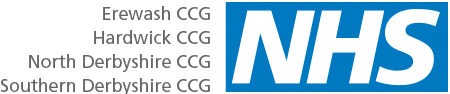 Erewash CCG
Hardwick CCG
North Derbyshire CCG
Southern Derbyshire CCG
NHS